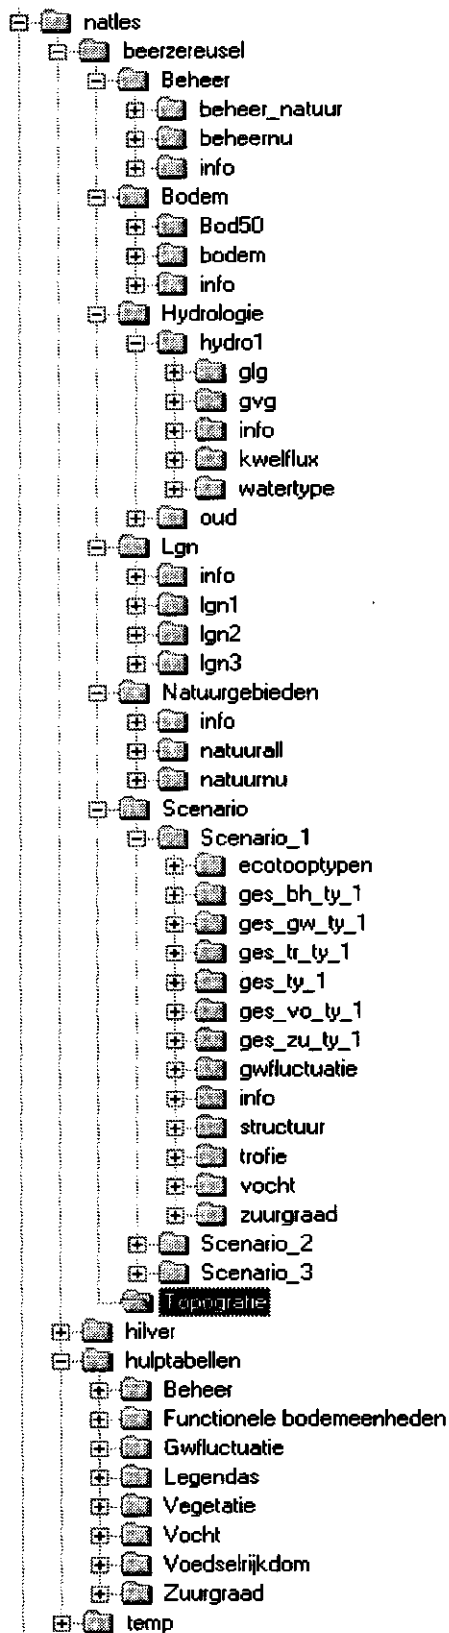 natles
beerzereusel
Beheer
beheer_natuur
beheernu
info
Bodem
Bod50
bodem
info
Hydrologie
hydro1
glg
gvg
info
kwelflux
watertype
oud
Lgn
info
lgn1
lgn2
lgn3
Natuurgebieden
info
natuurall
natuurnu
Scenario
Scenario_1
ecotooptypen
ges_bh_ty_1
ges_gw_ty_1
ges_tr_ty_1
ges_ty_1
ges_vo_ty_1
ges_zu_ty_1
gwfluctuatie
info
structuur
trofie
vocht
zuurgraad
Scenario_2
Scenario_3
Topografie
hilver
hulptabellen
Beheer
Functionele bodemeenheden
Gwfluctuatie
Legendas
Vegetatie
Vocht
Voedselrijkdom
Zuurgraad
temp